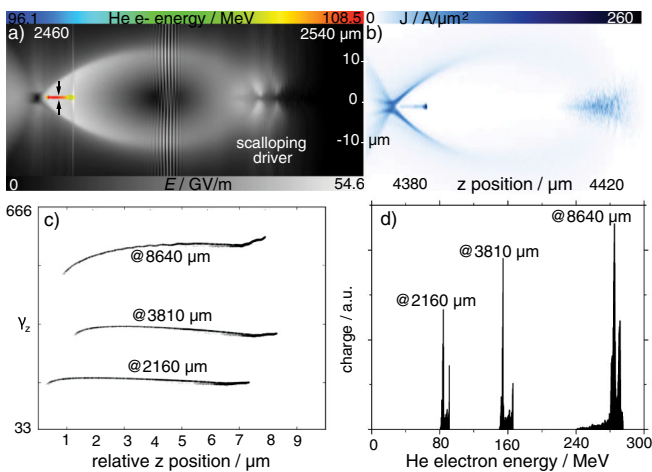 96.1 He e- energy / MeV 108.5
0 J / A/μm² 260
a) 2460 2540 μm
b)
10
0
-10
μm
scalloping
driver
0 E / GV/m 54.6
4380 z position / μm 4420
666
c)
@8640 μm
γz
@3810 μm
@2160 μm
33
1 2 3 4 5 6 7 8 9
relative z position / μm
d)
@8640 μm
@3810 μm
@2160 μm
charge / a.u.
0 80 160 240
He electron energy / MeV